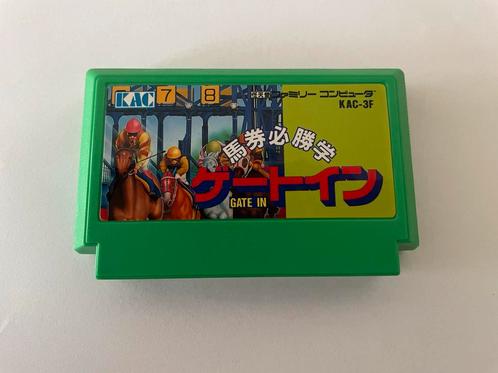 KAC
7 8
ファミリー コンピュータ
KAC-3F
馬券必勝学
ゲートイン
GATE IN